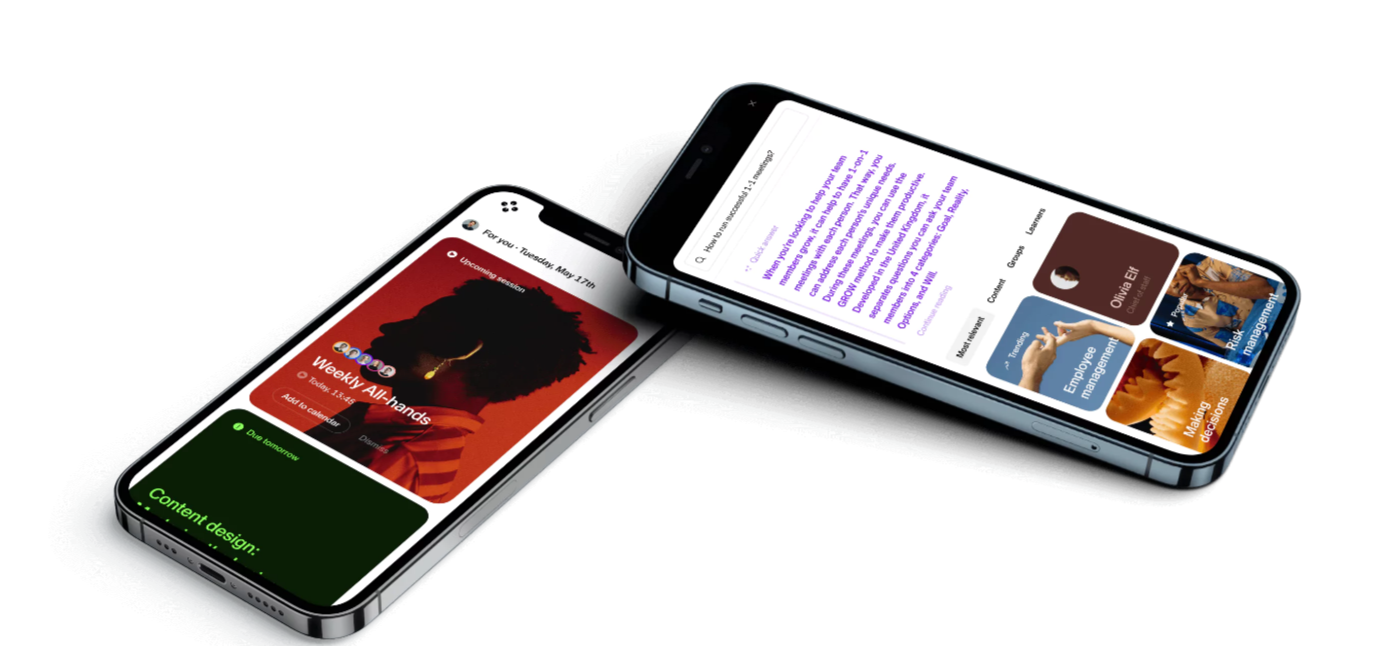 For you · Tuesday, May 17th
Upcoming session
Weekly All-hands
Today, 13:45
Add to calendar
Dismiss
Due tomorrow
Content design:
How to run successful 1-1 meetings?
Quick answer
When you're looking to help your team
members grow, it can help to have 1-on-1
meetings with each person. That way, you
can address each person's unique needs.
During these meetings, you can use the
GROW method to make them productive.
Developed in the United Kingdom, it
separates questions you can ask your team
members into 4 categories: Goal, Reality,
Options, and Will.
Continue reading
Most relevant
Content
Groups
Learners
Trending
Employee
management
Olivia Elf
Chief of staff
Making
decisions
Risk
management